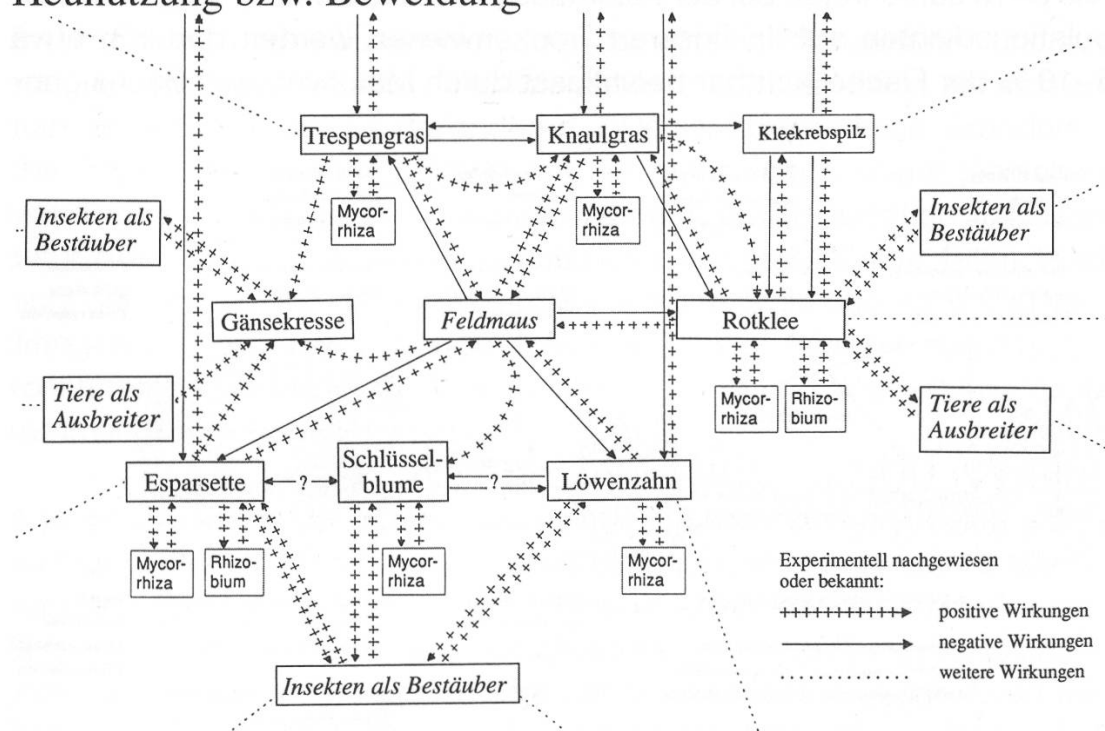 Heunutzung bzw. Beweidung
Trespengras
Knaulgras
Kleekrebspilz
Mycor-
rhiza
Mycor-
rhiza
Insekten als
Bestäuber
Insekten als
Bestäuber
Gänsekresse
Feldmaus
Rotklee
Tiere als
Ausbreiter
Mycor-
rhiza
Rhizo-
bium
Tiere als
Ausbreiter
Esparsette
?
Schlüssel-
blume
?
Löwenzahn
Mycor-
rhiza
Rhizo-
bium
Mycor-
rhiza
Mycor-
rhiza
Insekten als Bestäuber
Experimentell nachgewiesen
oder bekannt:
positive Wirkungen
negative Wirkungen
weitere Wirkungen